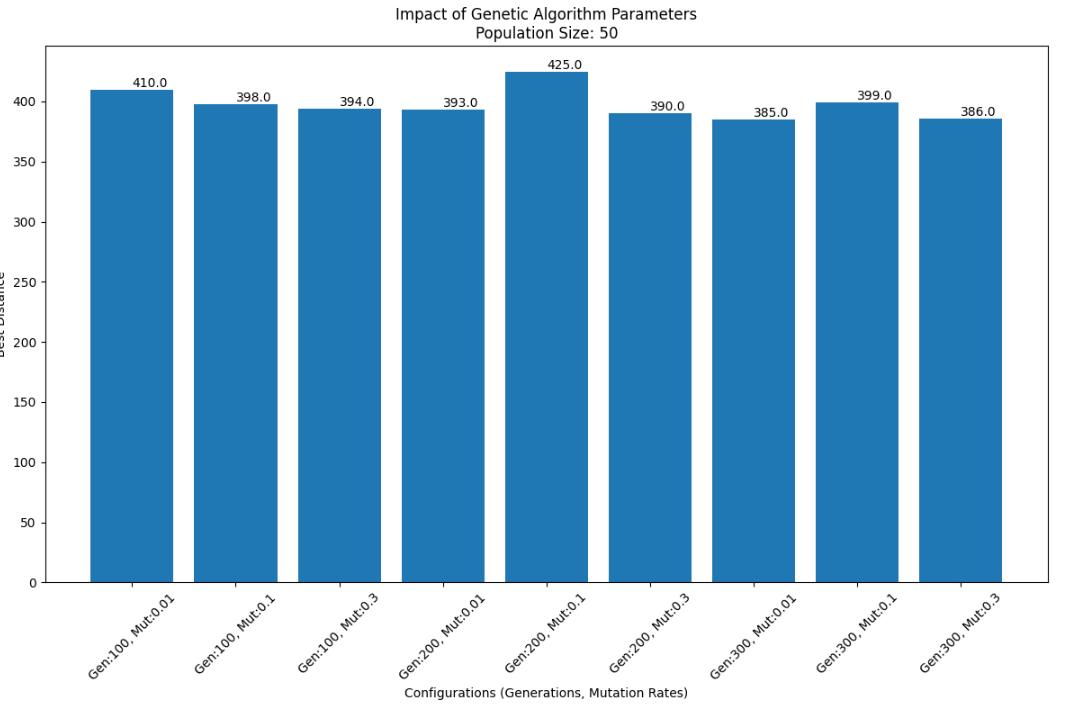 Impact of Genetic Algorithm Parameters
Population Size: 50
410.0
398.0
394.0
393.0
425.0
390.0
385.0
399.0
386.0
400
350
300
250
200
150
100
50
0
Best Distance
Gen:100, Mut:0.01
Gen:100, Mut:0.1
Gen:100, Mut:0.3
Gen:200, Mut:0.01
Gen:200, Mut:0.1
Gen:200, Mut:0.3
Gen:300, Mut:0.01
Gen:300, Mut:0.1
Gen:300, Mut:0.3
Configurations (Generations, Mutation Rates)